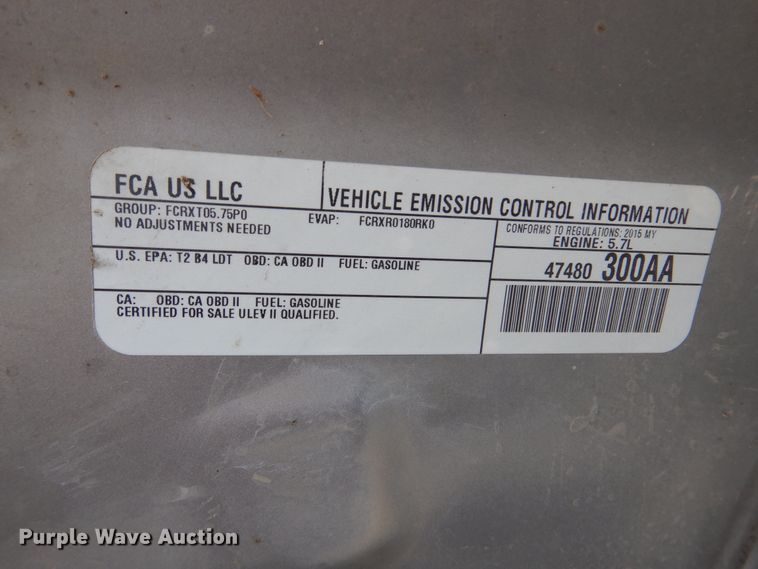 FCA US LLC
VEHICLE EMISSION CONTROL INFORMATION
GROUP: FCRXT05.75P0 EVAP: FCRXR0180RK0
NO ADJUSTMENTS NEEDED
CONFORMS TO REGULATIONS: 2015 MY
ENGINE: 5.7L
U.S. EPA: T2 B4 LDT OBD: CA OBD II FUEL: GASOLINE
47480 300AA
CA: OBD: CA OBD II FUEL: GASOLINE
CERTIFIED FOR SALE ULEV II QUALIFIED.
Purple Wave Auction